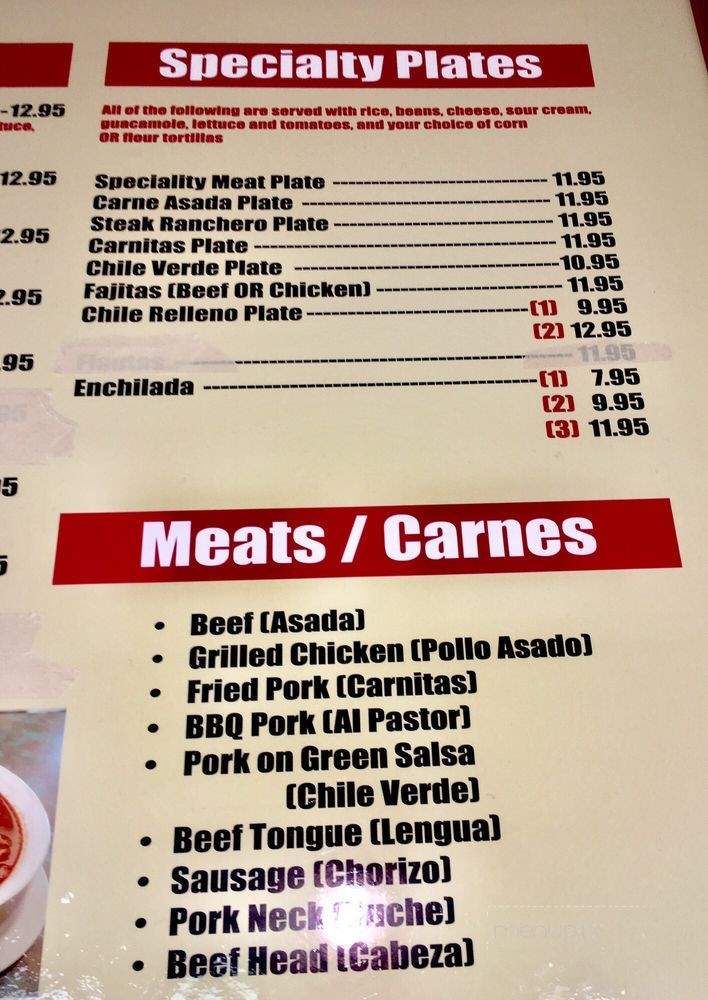 Specialty Plates
All of the following are served with rice, beans, cheese, sour cream,
guacamole, lettuce and tomatoes, and your choice of corn
OR flour tortillas
Speciality Meat Plate ---------------------------- 11.95
Carne Asada Plate -------------------------------- 11.95
Steak Ranchero Plate ---------------------------- 11.95
Carnitas Plate --------------------------------------- 11.95
Chile Verde Plate ----------------------------------10.95
Fajitas (Beef OR Chicken) ------------------------ 11.95
Chile Relleno Plate-----------------------------(1) 9.95
(2) 12.95
Flautas ------------------------------------------ 11.95
Enchilada -------------------------------------------(1) 7.95
(2) 9.95
(3) 11.95
Meats / Carnes
• Beef (Asada)
• Grilled Chicken (Pollo Asado)
• Fried Pork (Carnitas)
• BBQ Pork (Al Pastor)
• Pork on Green Salsa
(Chile Verde)
• Beef Tongue (Lengua)
• Sausage (Chorizo)
• Pork Neck
• Beef Head (Cabeza)
-12.95
12.95